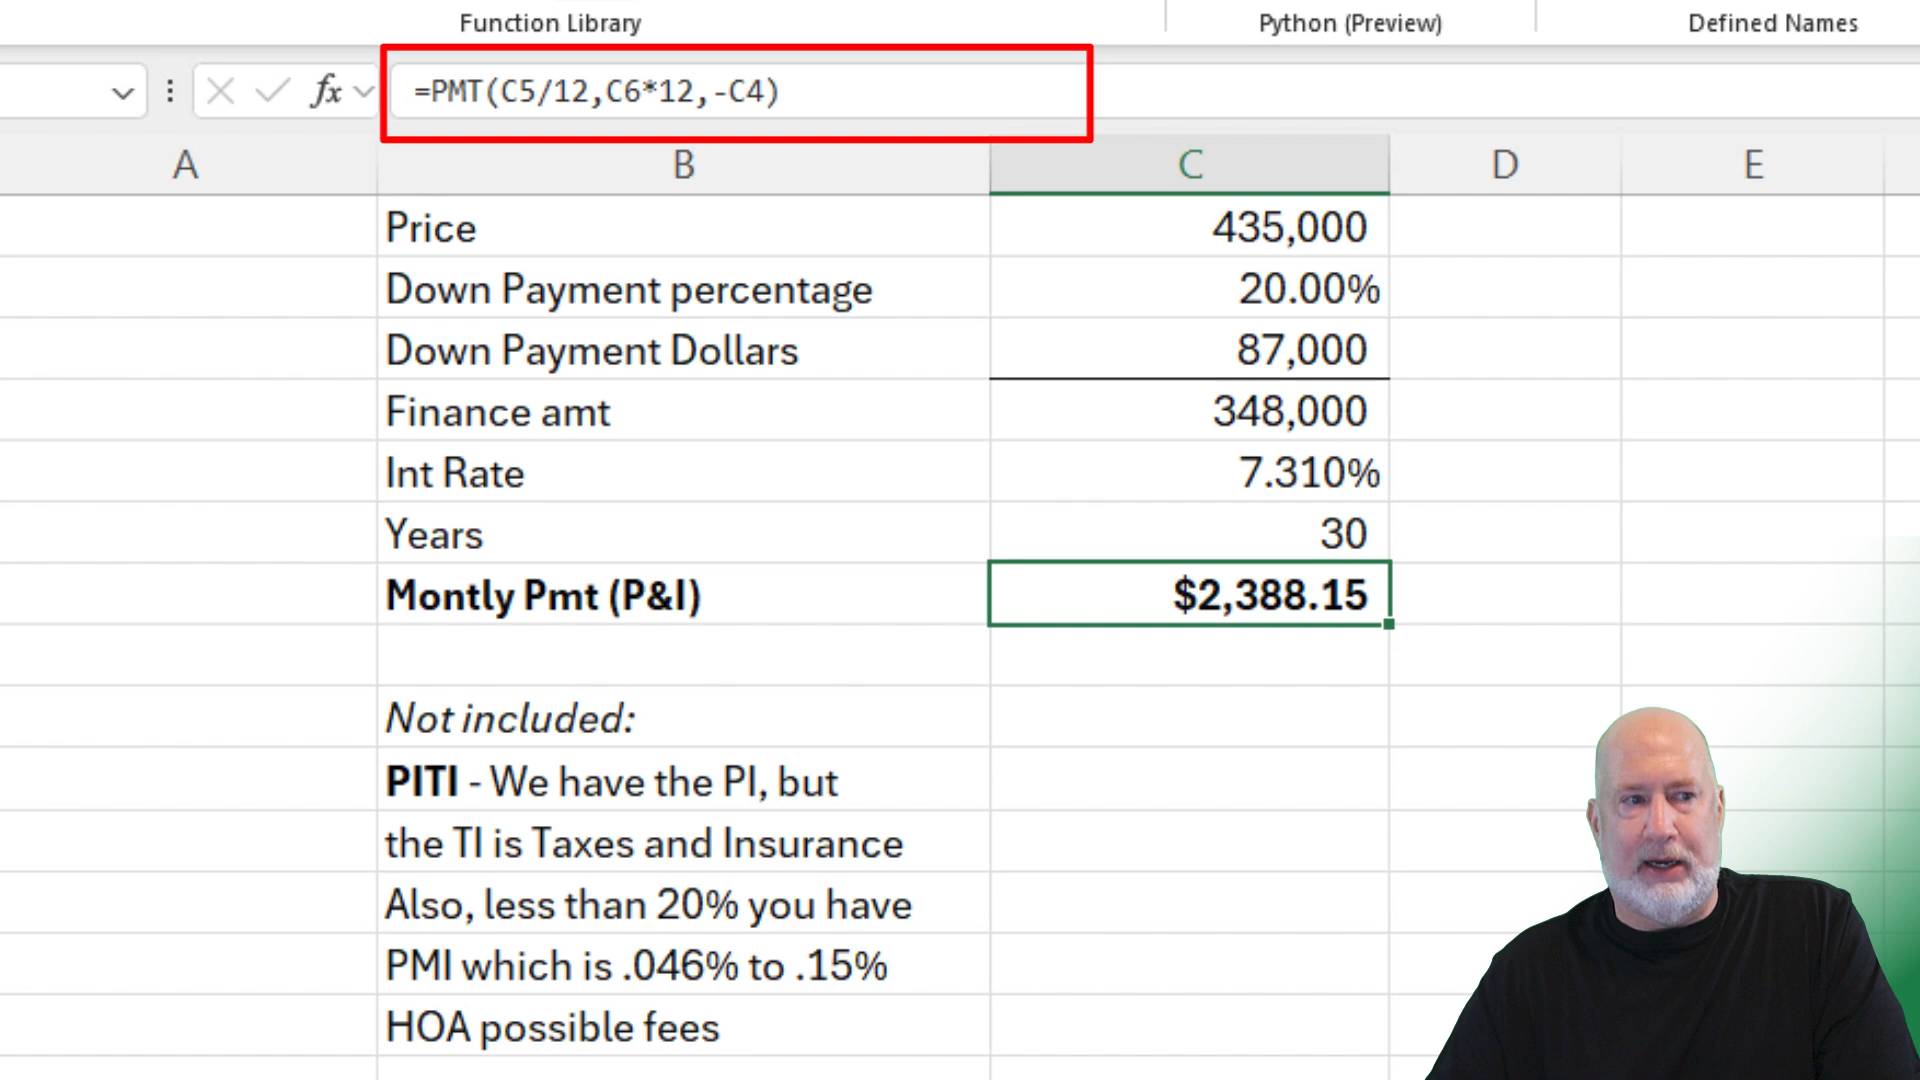 Function Library Python (Preview) Defined Names
fx =PMT(C5/12,C6*12,-C4)
A B C D E
Price 435,000
Down Payment percentage 20.00%
Down Payment Dollars 87,000
Finance amt 348,000
Int Rate 7.310%
Years 30
Montly Pmt (P&I) $2,388.15
Not included:
PITI - We have the PI, but
the TI is Taxes and Insurance
Also, less than 20% you have
PMI which is .046% to .15%
HOA possible fees